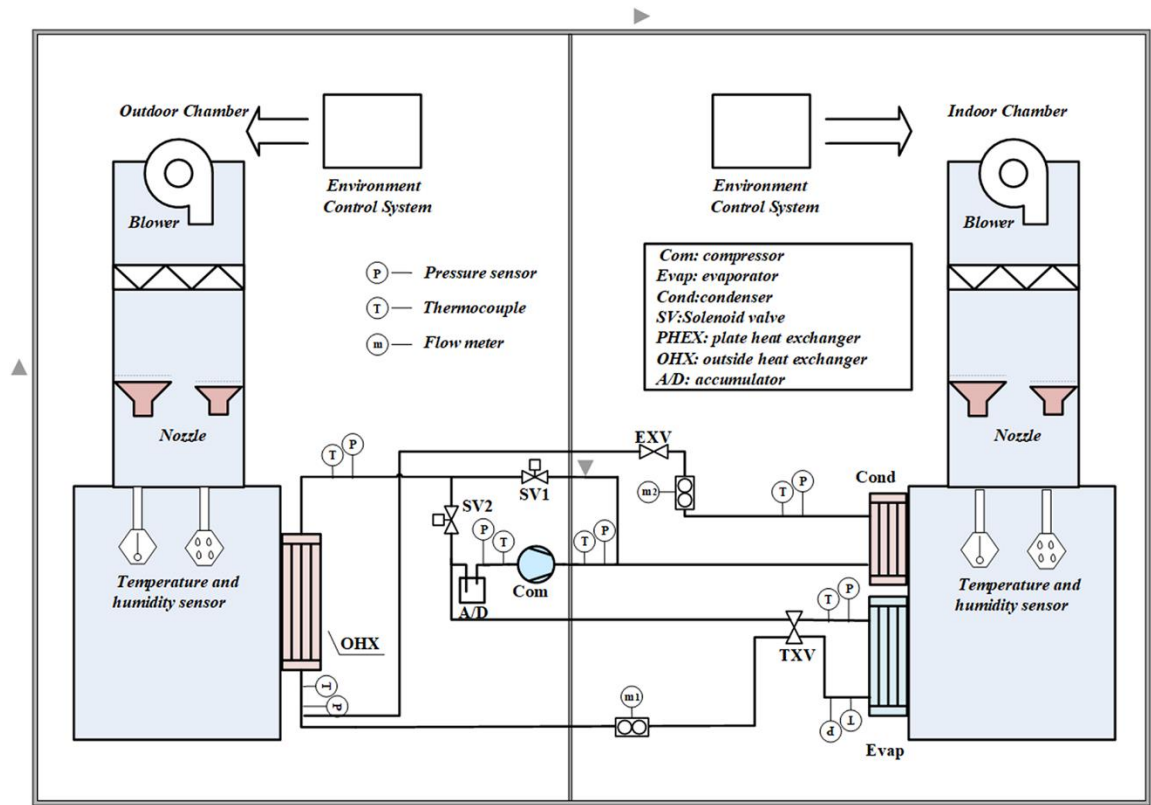 Outdoor Chamber
Environment
Control System
Blower
Nozzle
Temperature and
humidity sensor
P
Pressure sensor
T
Thermocouple
m
Flow meter
Environment
Control System
Indoor Chamber
Blower
Com: compressor
Evap: evaporator
Cond:condenser
SV:Solenoid valve
PHEX: plate heat exchanger
OHX: outside heat exchanger
A/D: accumulator
Nozzle
Temperature and
humidity sensor
EXV
T
P
SV1
m2
T
P
Cond
SV2
P
T
Com
T
P
A/D
OHX
T
P
T
P
TXV
m1
P
T
Evap